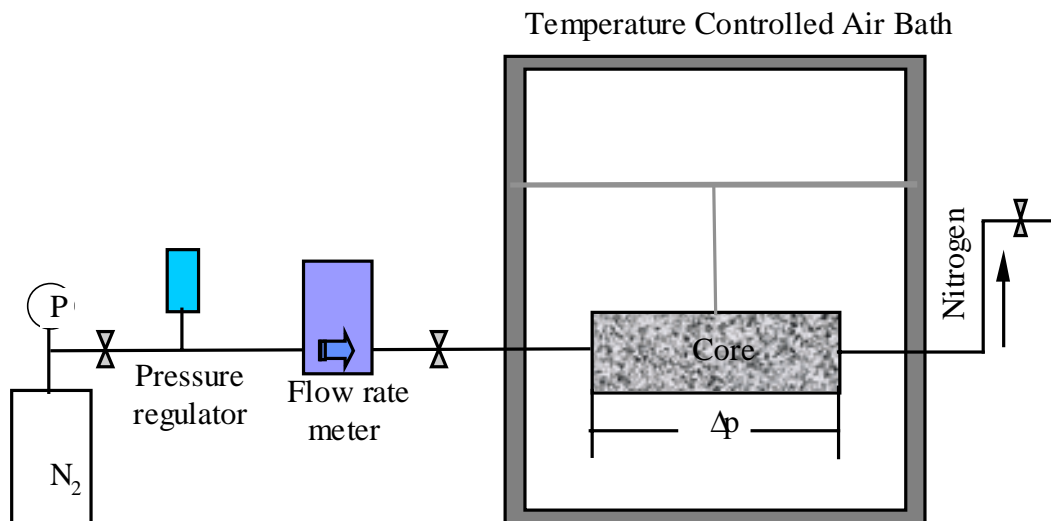 Temperature Controlled Air Bath
P
Pressure
regulator
Flow rate
meter
Core
Δp
Nitrogen
N2